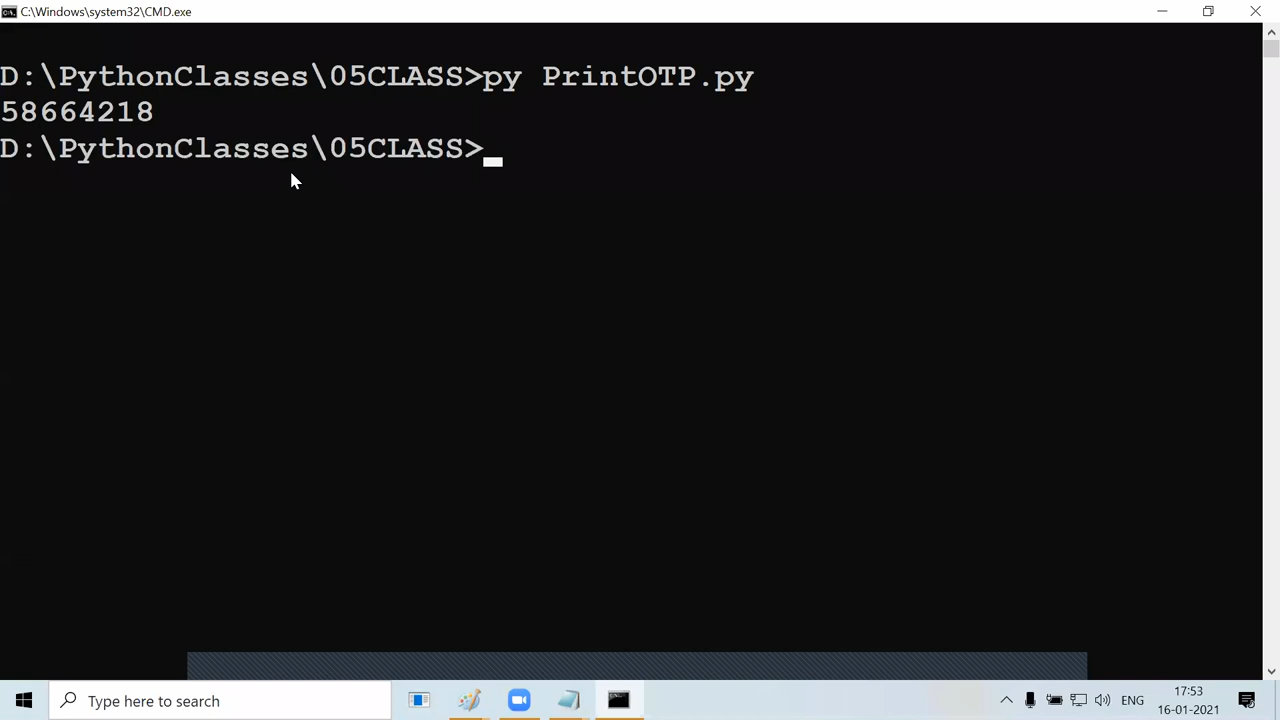 C:\Windows\system32\CMD.exe
D:\PythonClasses\05CLASS>py PrintOTP.py
58664218
D:\PythonClasses\05CLASS>
Type here to search
ENG
17:53
16-01-2021